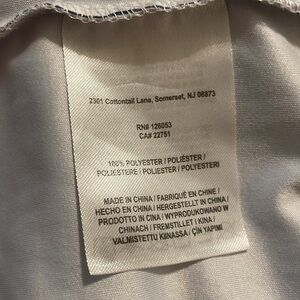 2301 Cottontail Lane, Somerset, NJ 08873
RN# 126053
CA# 22751
100% POLYESTER / POLIÉSTER /
POLIESTERE / POLYESTER / POLYESTERI
MADE IN CHINA / FABRIQUÉ EN CHINE /
HECHO EN CHINA / HERGESTELLT IN CHINA /
PRODOTTO IN CINA / WYPRODUKOWANO W
CHINACH / FREMSTILLET I KINA /
VALMISTETTU KIINASSA / ÇİN YAPIMI